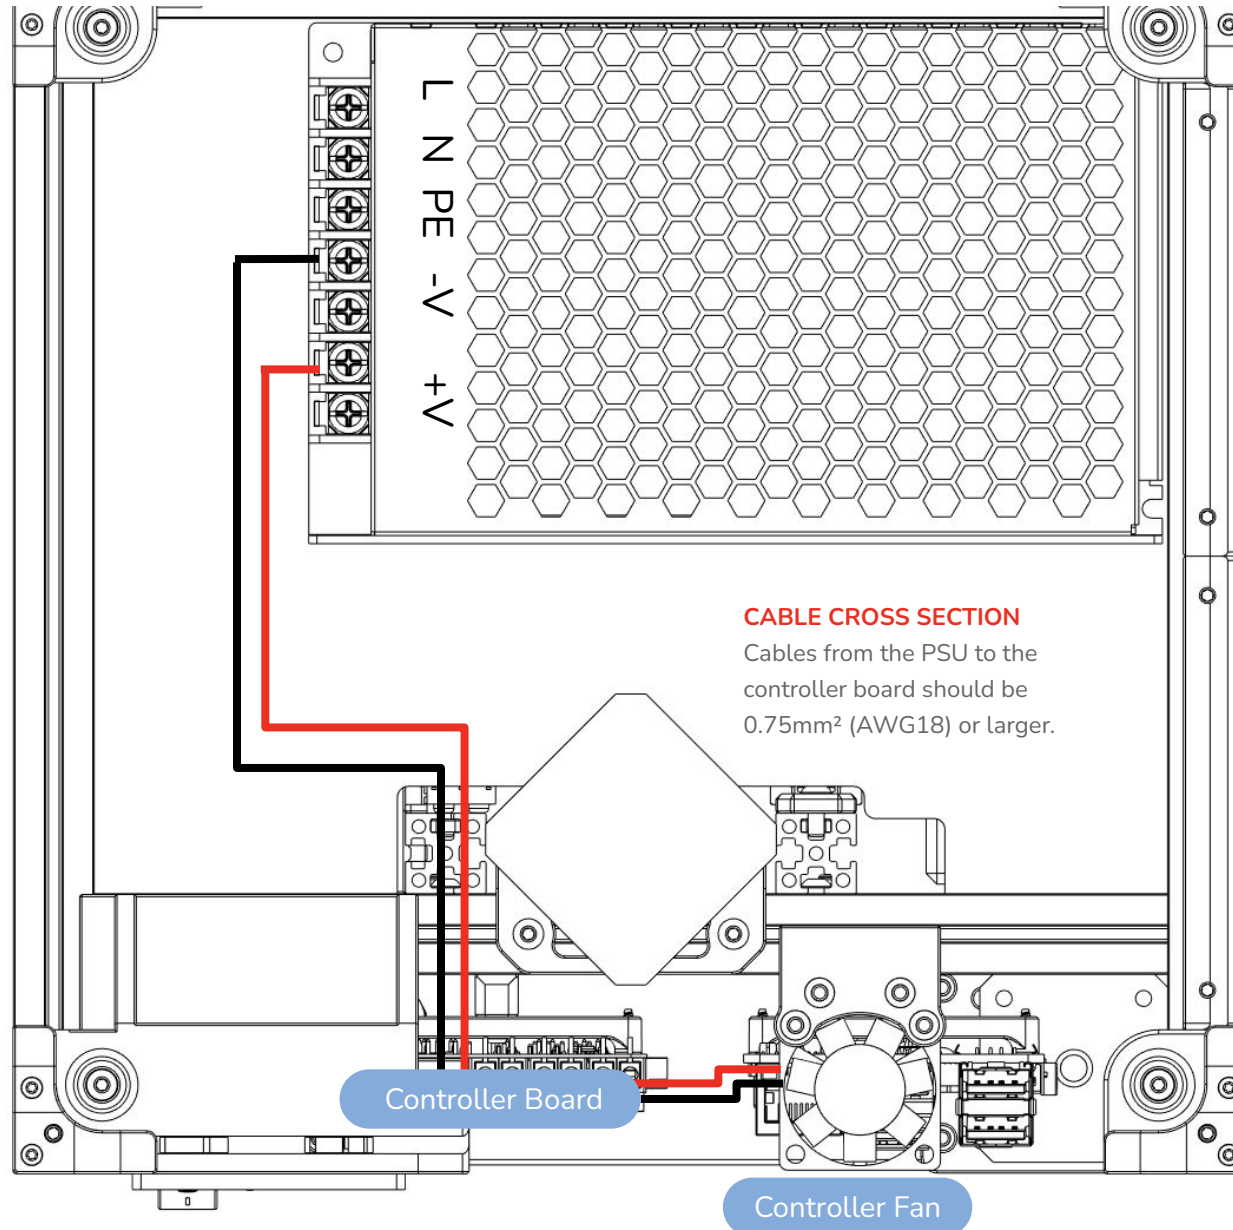 L
N
PE
-V
+V
CABLE CROSS SECTION
Cables from the PSU to the
controller board should be
0.75mm² (AWG18) or larger.
Controller Board
Controller Fan